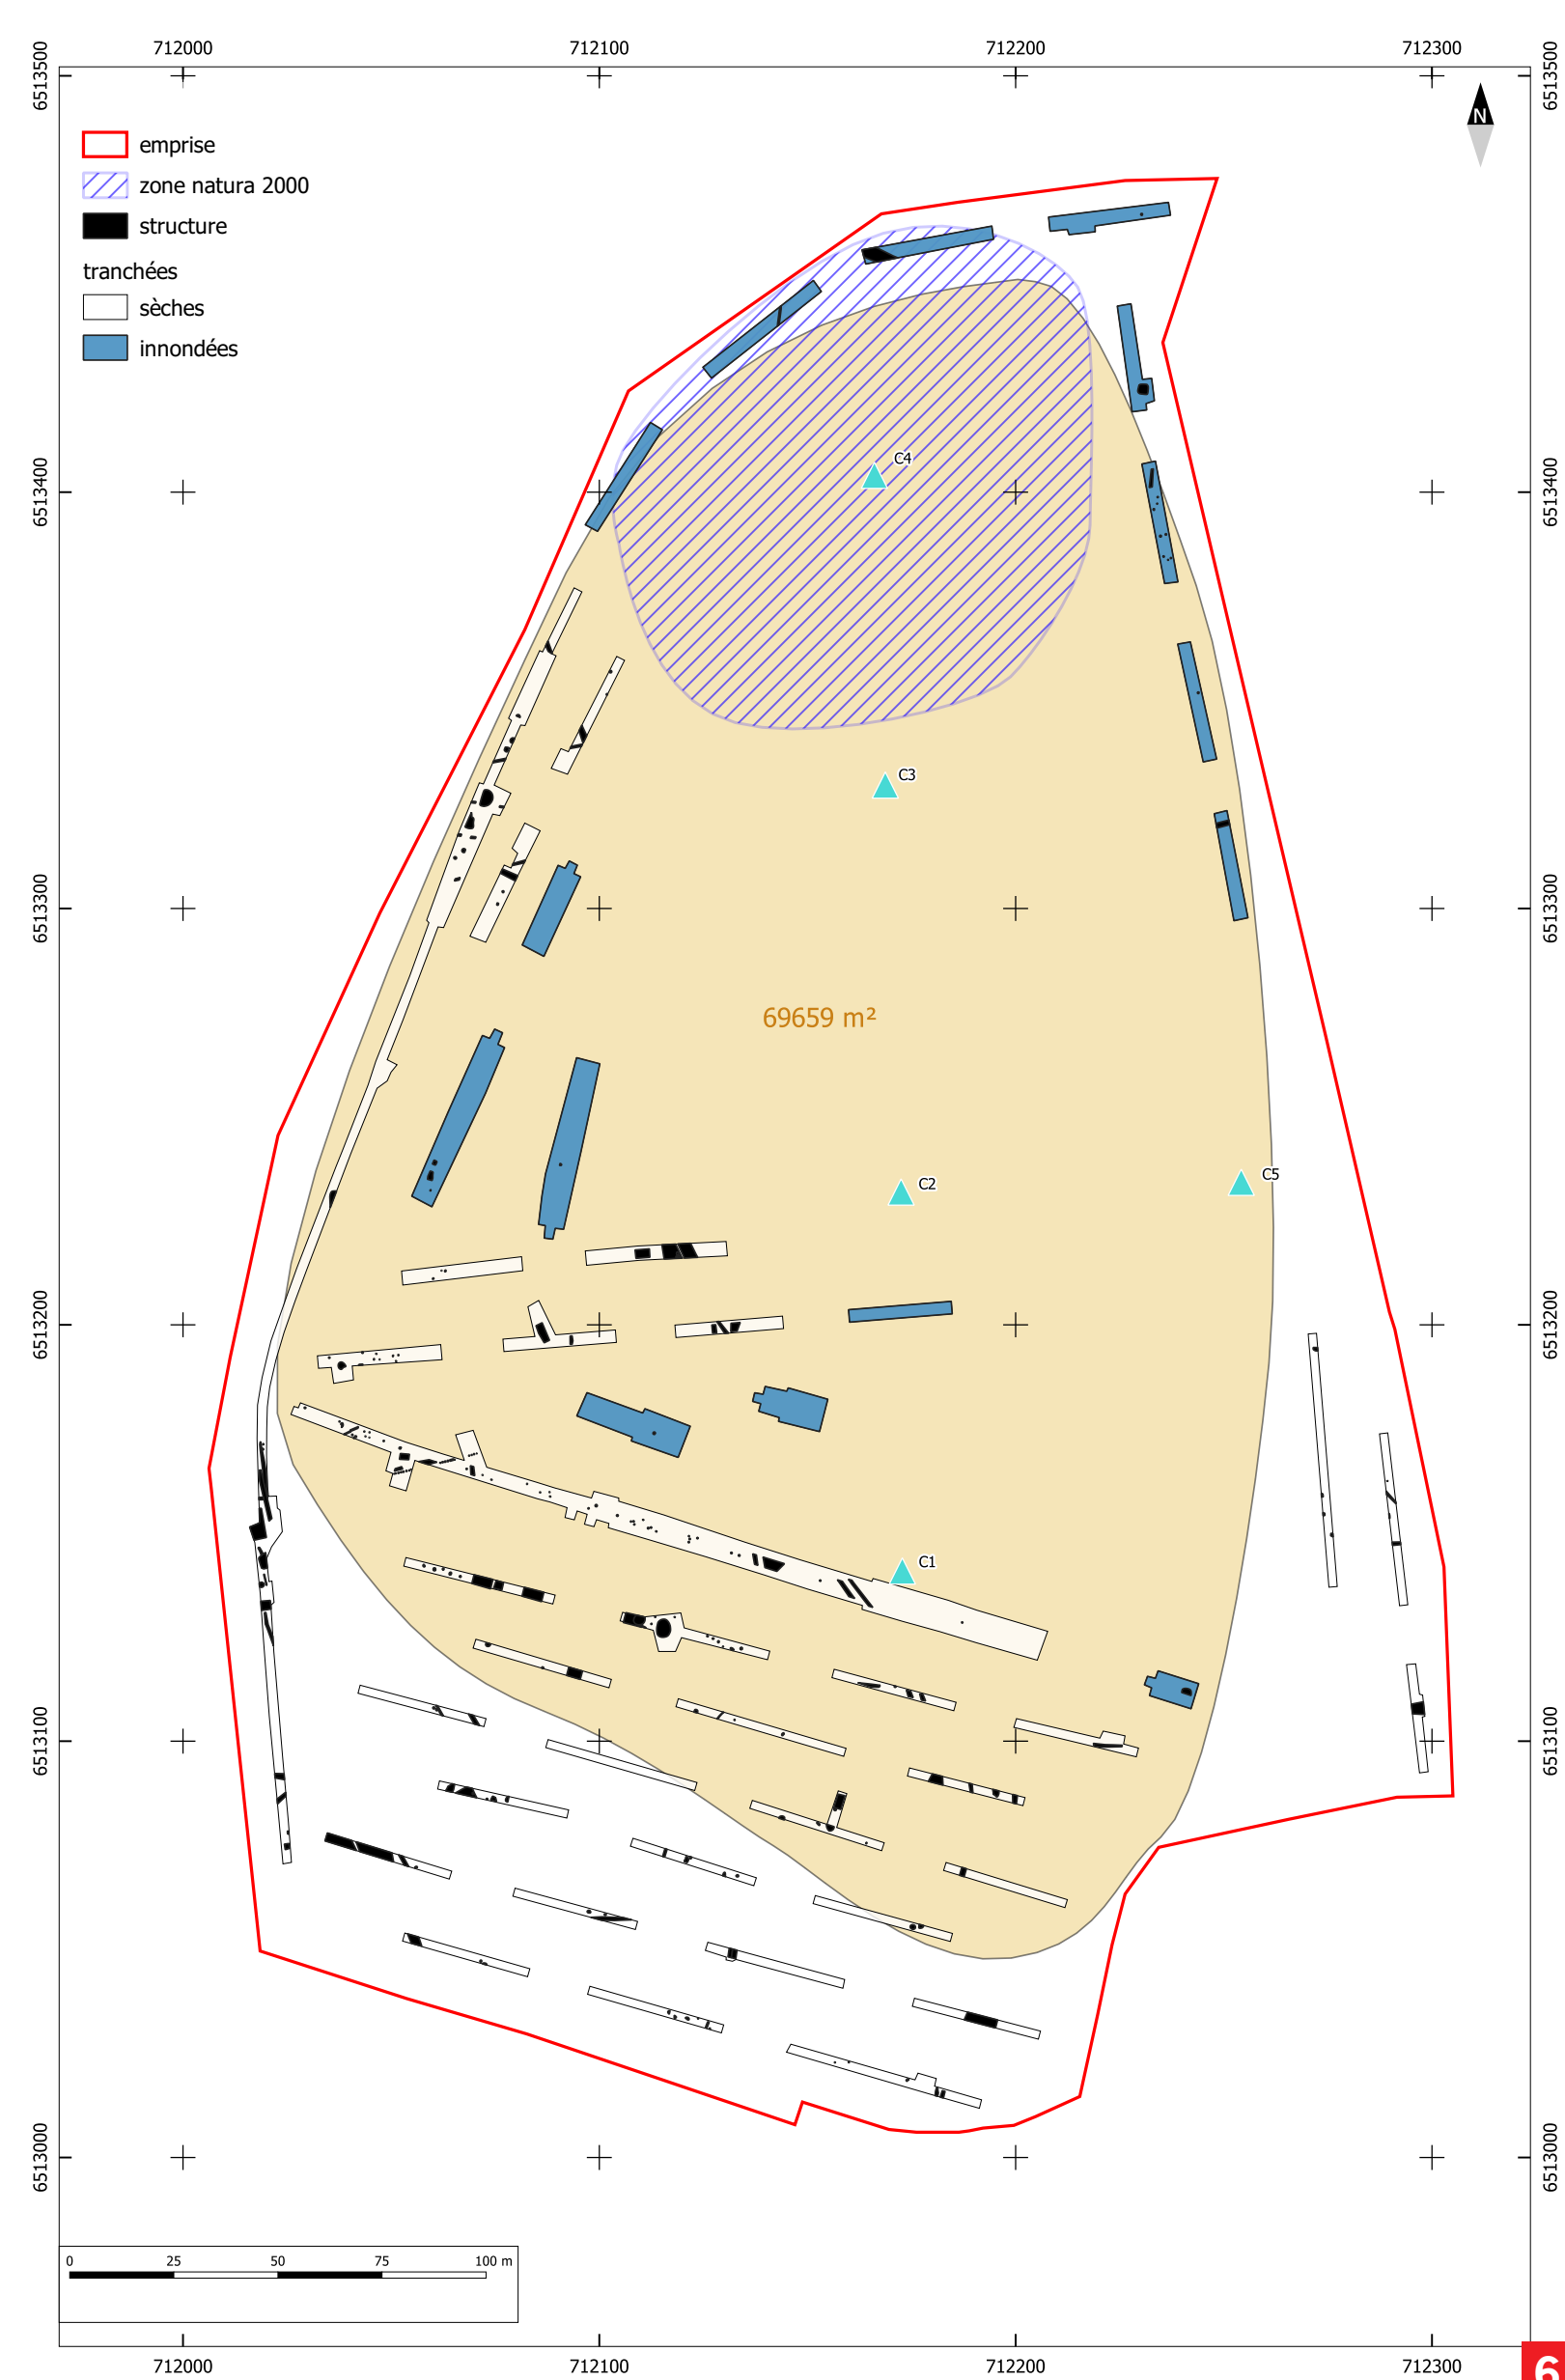 712000 712100 712200 712300
6513500 6513500
N
emprise
zone natura 2000
structure
tranchées
sèches
innondées
C4
6513400 6513400
C3
6513300 6513300
69659 m²
C5
C2
6513200 6513200
C1
6513100 6513100
6513000 6513000
0 25 50 75 100 m
712000 712100 712200 712300
6